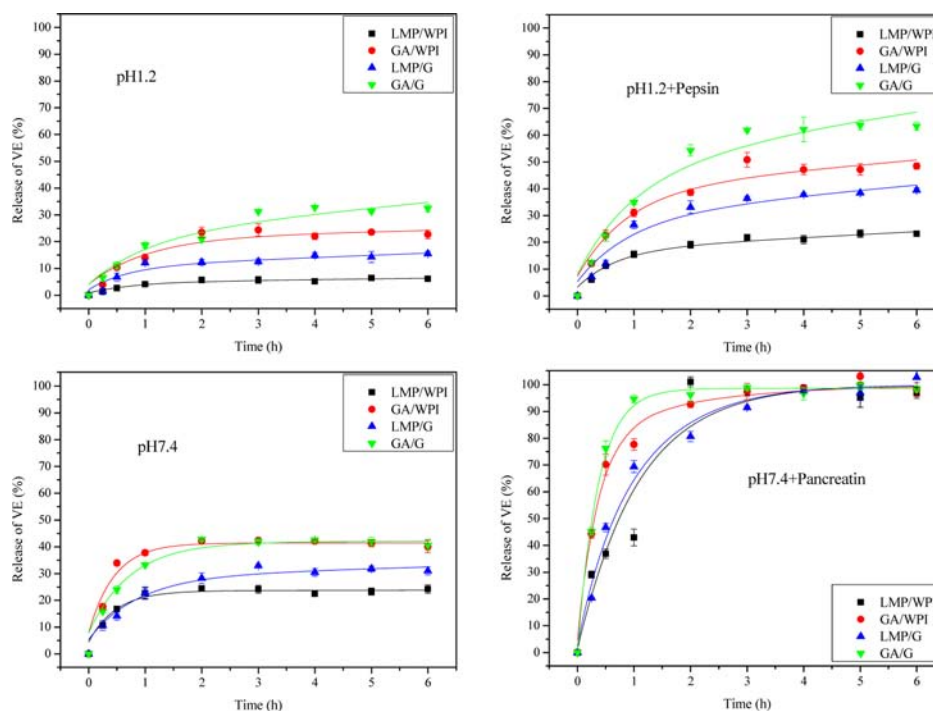 100
90
80
70
60
50
40
30
20
10
0
Release of VE (%)
pH1.2
LMP/WPI
GA/WPI
LMP/G
GA/G
0 1 2 3 4 5 6
Time (h)
100
90
80
70
60
50
40
30
20
10
0
Release of VE (%)
pH1.2+Pepsin
LMP/WPI
GA/WPI
LMP/G
GA/G
0 1 2 3 4 5 6
Time (h)
100
90
80
70
60
50
40
30
20
10
0
Release of VE (%)
pH7.4
LMP/WPI
GA/WPI
LMP/G
GA/G
0 1 2 3 4 5 6
Time (h)
100
90
80
70
60
50
40
30
20
10
0
Release of VE (%)
pH7.4+Pancreatin
LMP/WPI
GA/WPI
LMP/G
GA/G
0 1 2 3 4 5 6
Time (h)